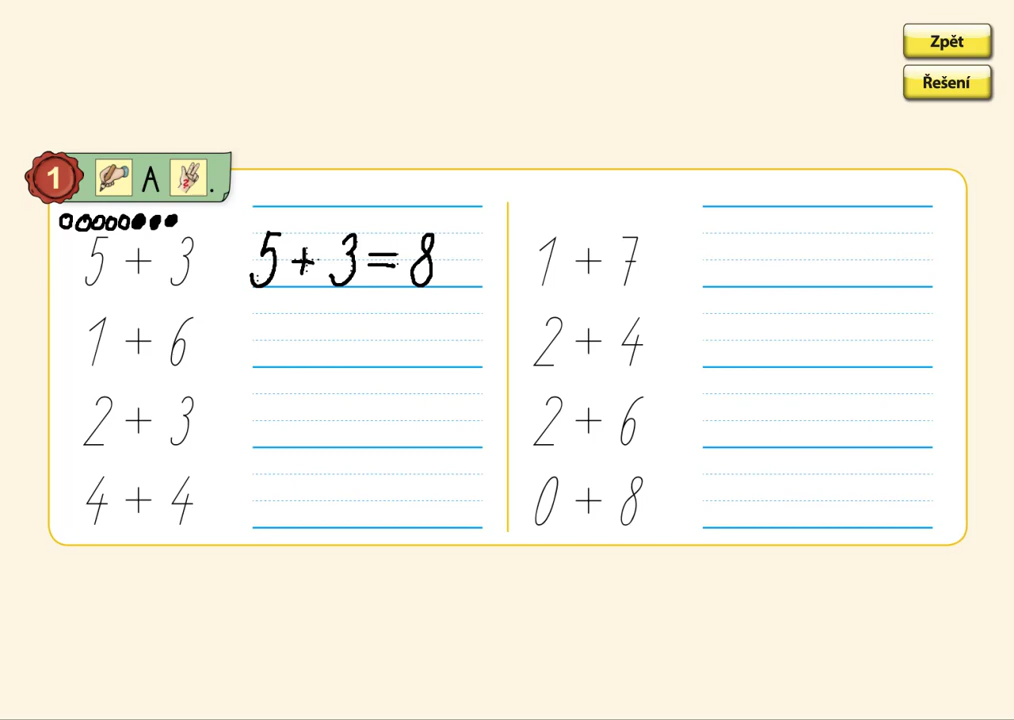 Zpět
Řešení
1 A 2.
5 + 3 5 + 3 = 8
1 + 6
2 + 3
4 + 4
1 + 7
2 + 4
2 + 6
0 + 8